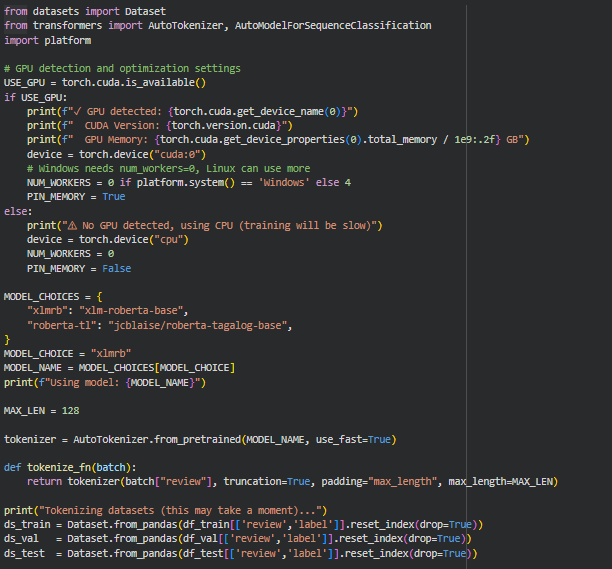 from datasets import Dataset
from transformers import AutoTokenizer, AutoModelForSequenceClassification
import platform
# GPU detection and optimization settings
USE_GPU = torch.cuda.is_available()
if USE_GPU:
    print(f"✓ GPU detected: {torch.cuda.get_device_name(0)}")
    print(f"  CUDA Version: {torch.version.cuda}")
    print(f"  GPU Memory: {torch.cuda.get_device_properties(0).total_memory / 1e9:.2f} GB")
    device = torch.device("cuda:0")
    # Windows needs num_workers=0, Linux can use more
    NUM_WORKERS = 0 if platform.system() == 'Windows' else 4
    PIN_MEMORY = True
else:
    print("⚠ No GPU detected, using CPU (training will be slow)")
    device = torch.device("cpu")
    NUM_WORKERS = 0
    PIN_MEMORY = False
MODEL_CHOICES = {
    "xlmrb": "xlm-roberta-base",
    "roberta-tl": "jcblaise/roberta-tagalog-base",
}
MODEL_CHOICE = "xlmrb"
MODEL_NAME = MODEL_CHOICES[MODEL_CHOICE]
print(f"Using model: {MODEL_NAME}")
MAX_LEN = 128
tokenizer = AutoTokenizer.from_pretrained(MODEL_NAME, use_fast=True)
def tokenize_fn(batch):
    return tokenizer(batch["review"], truncation=True, padding="max_length", max_length=MAX_LEN)
print("Tokenizing datasets (this may take a moment)...")
ds_train = Dataset.from_pandas(df_train[['review','label']].reset_index(drop=True))
ds_val   = Dataset.from_pandas(df_val[['review','label']].reset_index(drop=True))
ds_test  = Dataset.from_pandas(df_test[['review','label']].reset_index(drop=True))